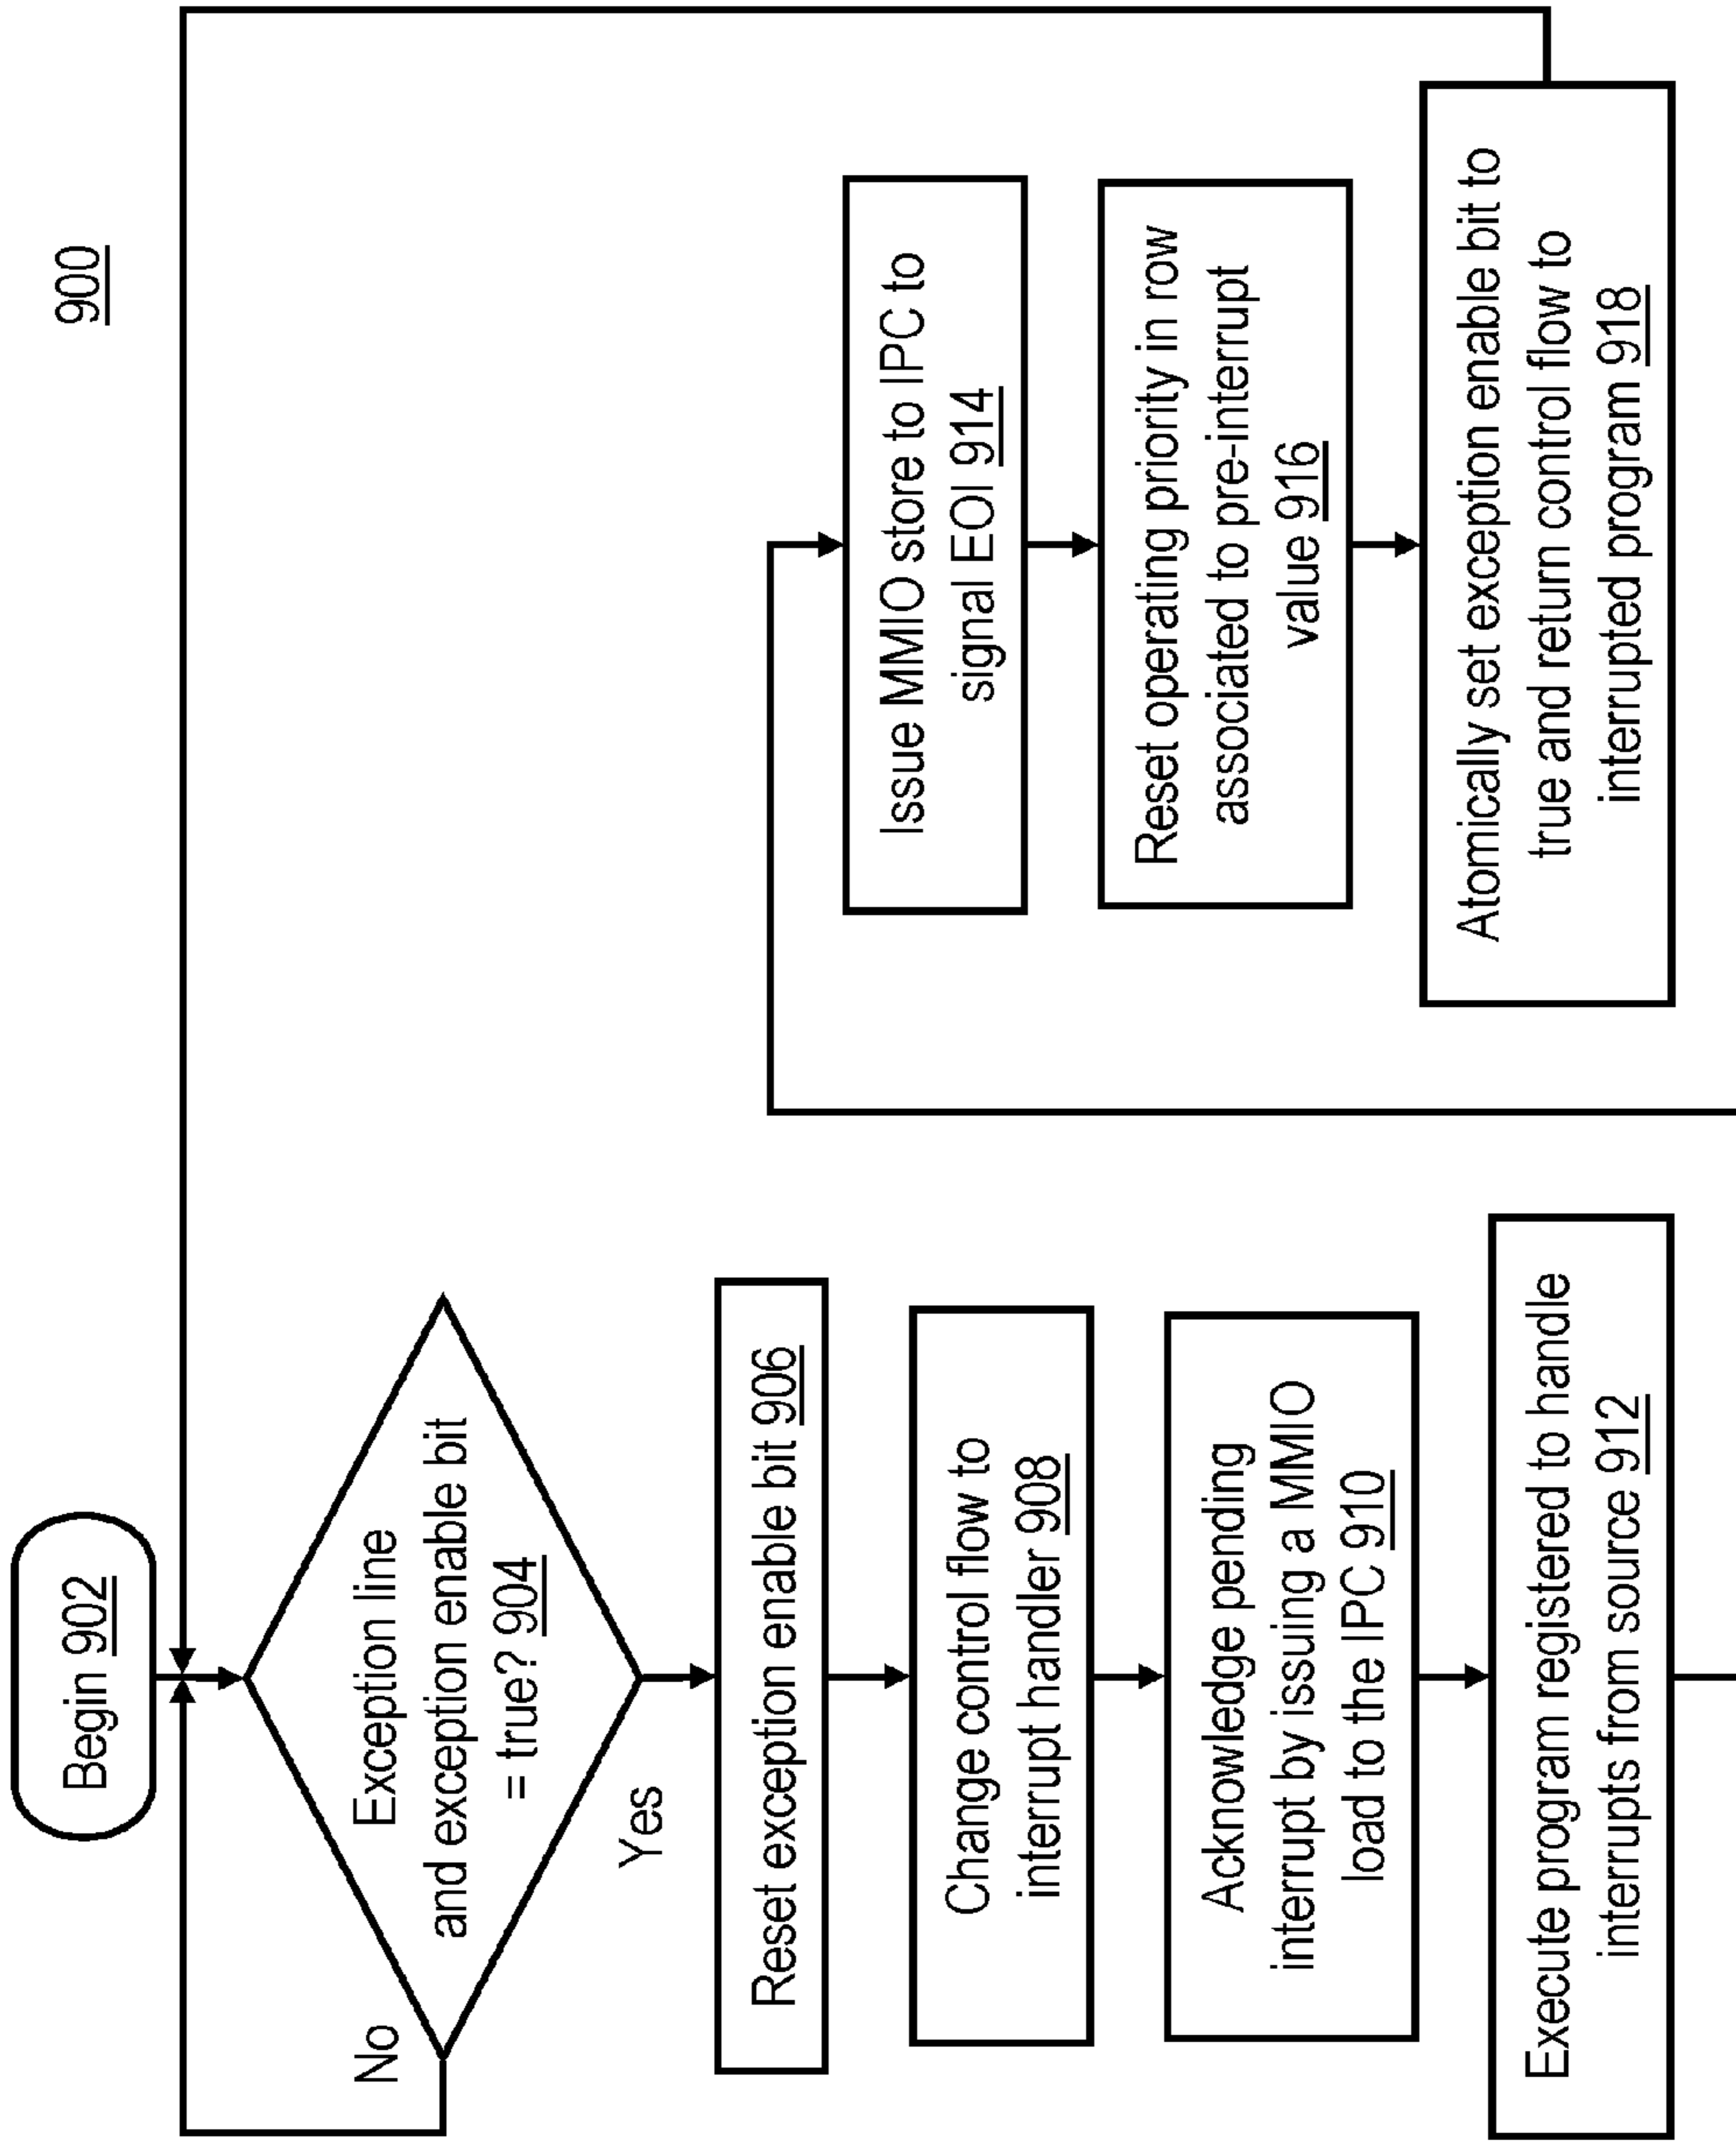 900
Begin 902
Exception line
and exception enable bit
= true? 904
No
Yes
Reset exception enable bit 906
Change control flow to
interrupt handler 908
Acknowledge pending
interrupt by issuing a MMIO
load to the IPC 910
Execute program registered to handle
interrupts from source 912
Issue MMIO store to IPC to
signal EOI 914
Reset operating priority in row
associated to pre-interrupt
value 916
Atomically set exception enable bit to
true and return control flow to
interrupted program 918